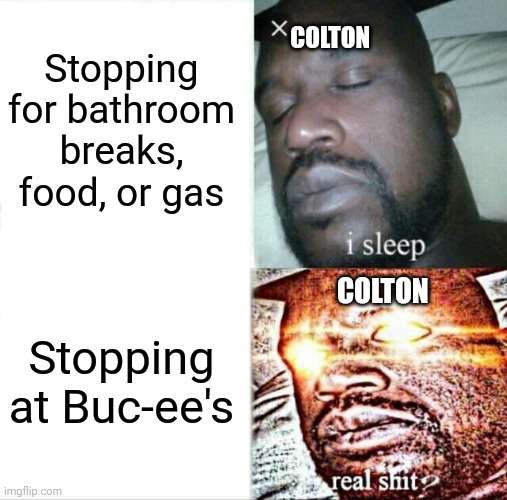 Stopping
for bathroom
breaks,
food, or gas
COLTON
i sleep
COLTON
Stopping
at Buc-ee's
real shit?
imgflip.com